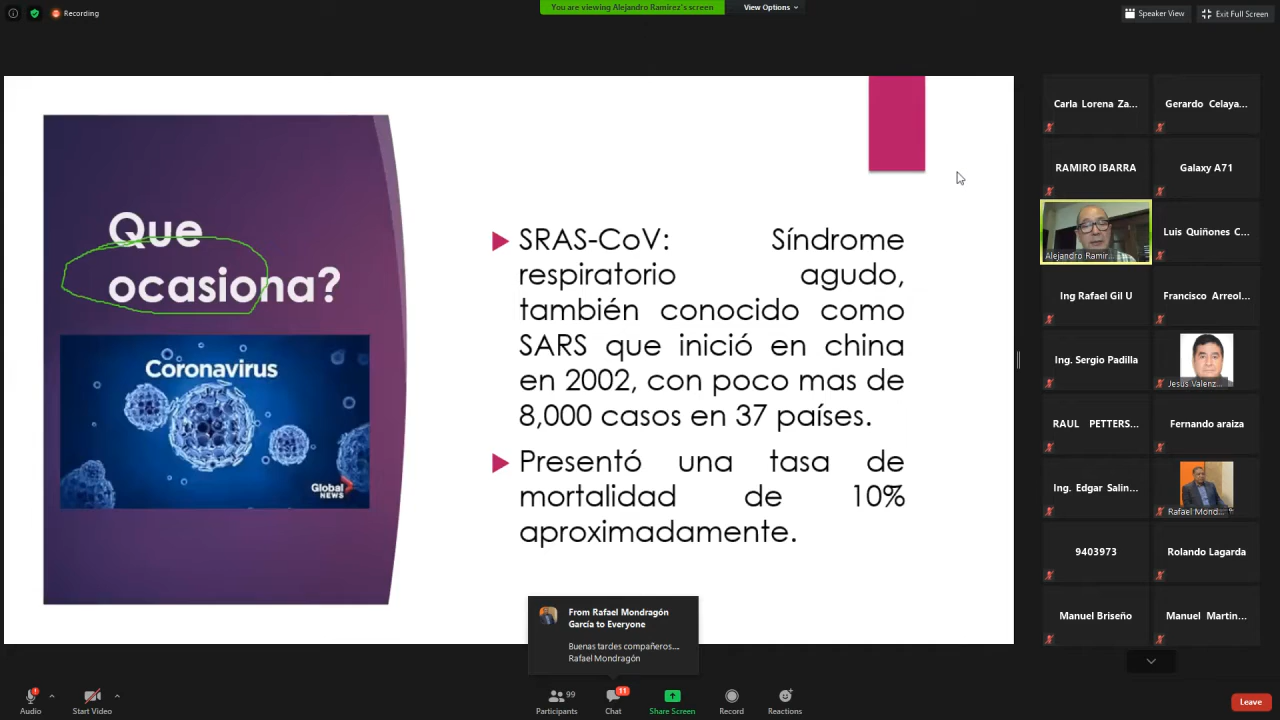 Recording
You are viewing Alejandro Ramirez's screen
View Options
Speaker View
Exit Full Screen
Que
ocasiona?
Coronavirus
Global
NEWS
SRAS-CoV: Síndrome
respiratorio agudo,
también conocido como
SARS que inició en china
en 2002, con poco mas de
8,000 casos en 37 países.
Presentó una tasa de
mortalidad de 10%
aproximadamente.
Carla Lorena Za...
Gerardo Celaya...
RAMIRO IBARRA
Galaxy A71
Alejandro Ramír...
Luis Quiñones C...
Ing Rafael Gil U
Francisco Arreol...
Ing. Sergio Padilla
Jesús Valenz...
RAUL PETTERS...
Fernando araiza
Ing. Edgar Salin...
Rafael Mond...
9403973
Rolando Lagarda
Manuel Briseño
Manuel Martin...
From Rafael Mondragón
García to Everyone
Buenas tardes compañeros....
Rafael Mondragón
Audio
Start Video
99
Participants
11
Chat
Share Screen
Record
Reactions
Leave